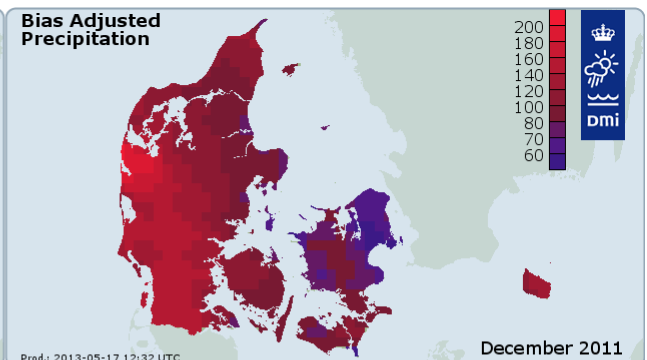 Bias Adjusted
Precipitation
200
180
160
140
120
100
80
70
60
DMi
December 2011
Prod.: 2013-05-17 12:32 UTC